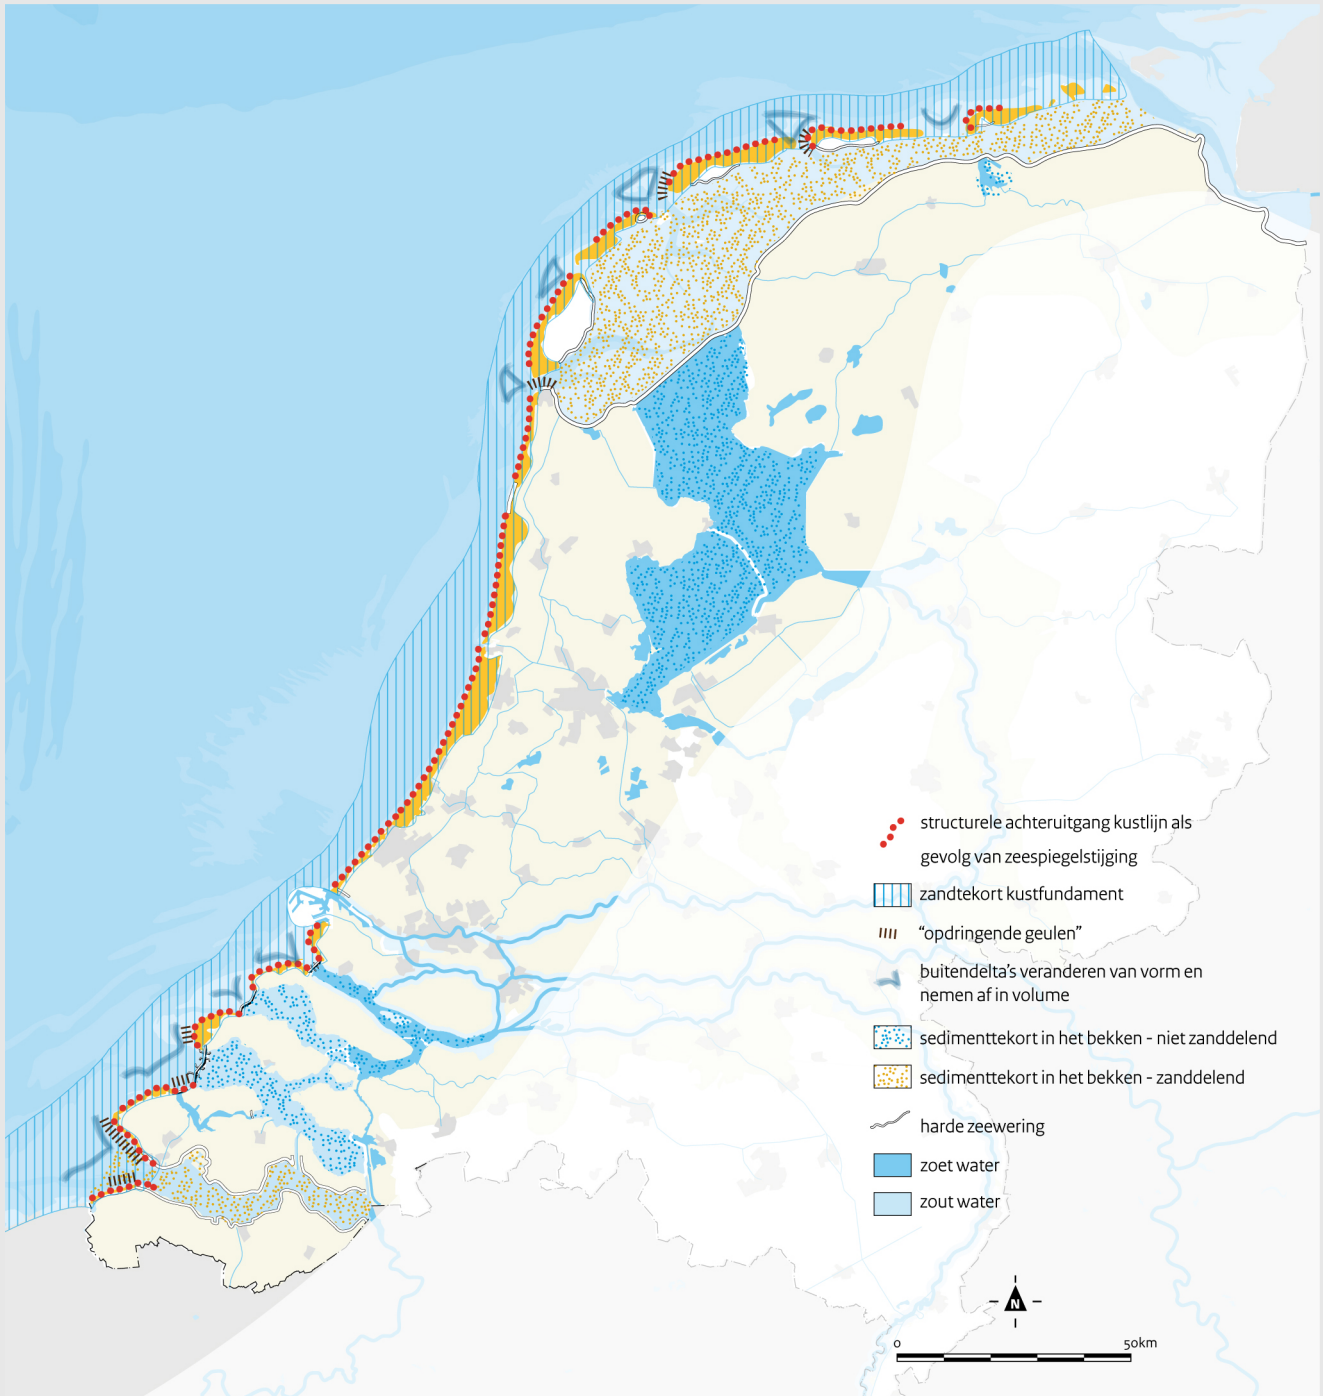 structurele achteruitgang kustlijn als
gevolg van zeespiegelstijging
zandtekort kustfundament
“opdringende geulen”
buitendelta's veranderen van vorm en
nemen af in volume
sedimenttekort in het bekken - niet zanddelend
sedimenttekort in het bekken - zanddelend
harde zeewering
zoet water
zout water
N
0 50km